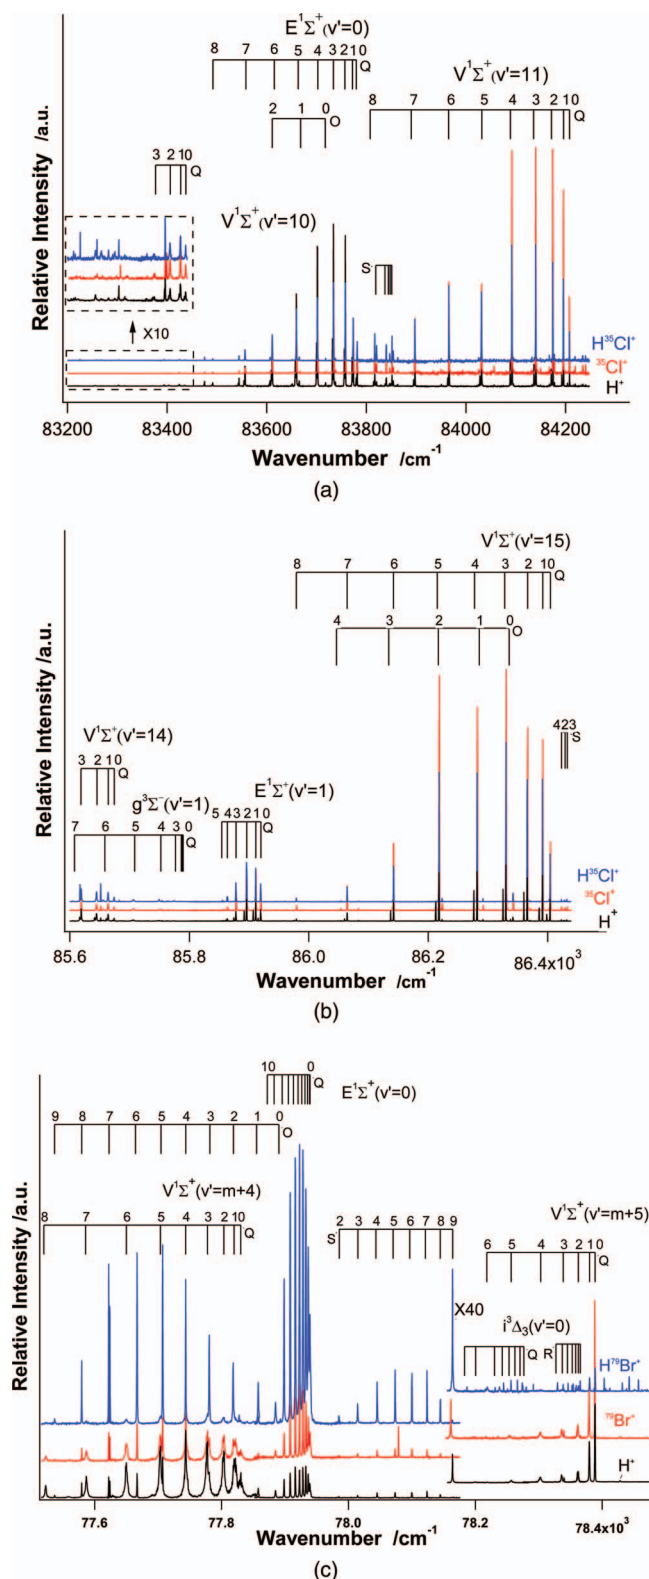 E¹Σ⁺(v'=0)
8 7 6 5 4 3 2 1 0
Q
V¹Σ⁺(v'=11)
2 1 0
O
8 7 6 5 4 3 2 1 0
Q
3 2 1 0
Q
V¹Σ⁺(v'=10)
S
X10
H³⁵Cl⁺
³⁵Cl⁺
H⁺
Relative Intensity /a.u.
83200 83400 83600 83800 84000 84200
Wavenumber /cm⁻¹
(a)
V¹Σ⁺(v'=15)
8 7 6 5 4 3 2 1 0
Q
4 3 2 1 0
O
V¹Σ⁺(v'=14)
3 2 1 0
Q
423
S
g³Σ⁻(v'=1)
E¹Σ⁺(v'=1)
7 6 5 4 3 0
Q
5 4 3 2 1 0
Q
H³⁵Cl⁺
³⁵Cl⁺
H⁺
Relative Intensity /a.u.
85.6 85.8 86.0 86.2 86.4x10³
Wavenumber /cm⁻¹
(b)
10 0
Q
E¹Σ⁺(v'=0)
9 8 7 6 5 4 3 2 1 0
O
V¹Σ⁺(v'=m+4)
V¹Σ⁺(v'=m+5)
8 7 6 5 4 3 2 1 0
Q
S
2 3 4 5 6 7 8 9
6 5 4 3 2 1 0
Q
X40
i³Δ₃(v'=0)
Q
R
H⁷⁹Br⁺
⁷⁹Br⁺
H⁺
Relative Intensity /a.u.
77.6 77.8 78.0 78.2 78.4x10³
Wavenumber /cm⁻¹
(c)